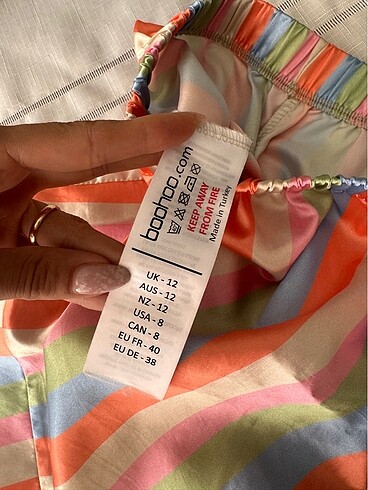 boohoo.com
KEEP AWAY
FROM FIRE
Made in Turkey
UK - 12
AUS - 12
NZ - 12
USA - 8
CAN - 8
EU FR - 40
EU DE - 38